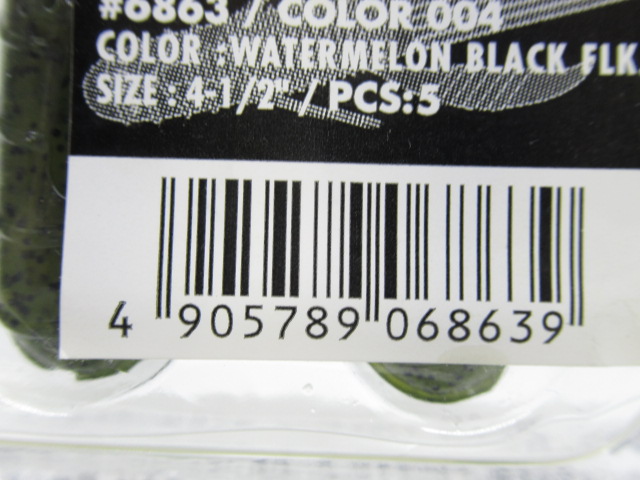 #6863 / COLOR 004
COLOR : WATERMELON BLACK FLK.
SIZE : 4-1/2" / PCS:5
4 905789 068639